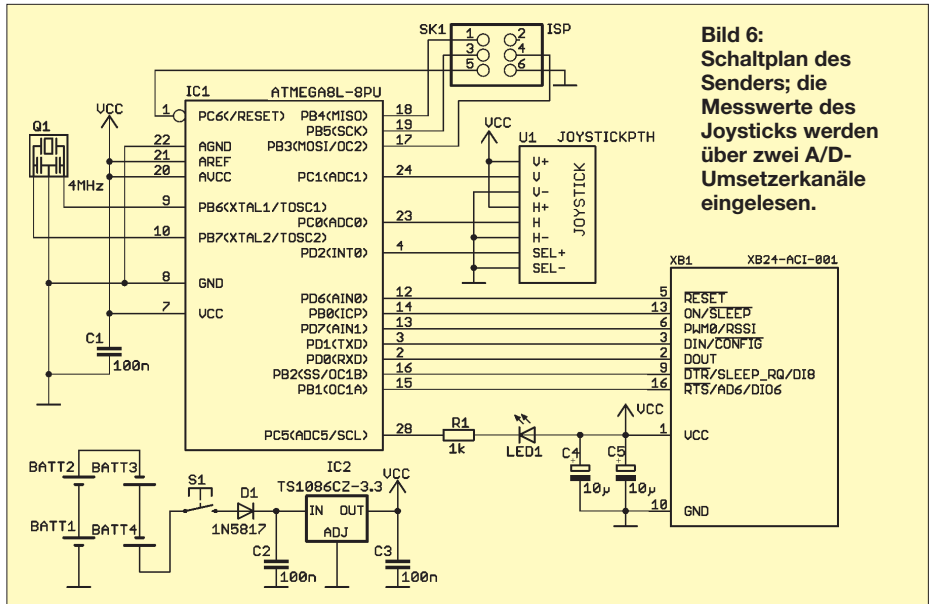 Bild 6:
Schaltplan des
Senders; die
Messwerte des
Joysticks werden
über zwei A/D-
Umsetzerkanäle
eingelesen.
SK1
ISP
1
2
3
4
5
6
IC1
ATMEGA8L-8PU
1
PC6(/RESET)
PB4(MISO)
18
PB5(SCK)
19
PB3(MOSI/OC2)
17
VCC
Q1
4MHz
22
AGND
21
AREF
20
AVCC
PC1(ADC1)
24
9
PB6(XTAL1/TOSC1)
PC0(ADC0)
23
10
PB7(XTAL2/TOSC2)
PD2(INT0)
4
8
GND
7
VCC
PD6(AIN0)
12
PB0(ICP)
14
PD7(AIN1)
13
PD1(TXD)
3
PD0(RXD)
2
PB2(SS/OC1B)
16
PB1(OC1A)
15
PC5(ADC5/SCL)
28
C1
100n
VCC
U1
JOYSTICKPTH
V+
V
V-
H+
H
H-
SEL+
SEL-
JOYSTICK
XB1
XB24-ACI-001
5
RESET
13
ON/SLEEP
6
PWM0/RSSI
3
DIN/CONFIG
2
DOUT
9
DTR/SLEEP_RQ/DI8
16
RTS/AD6/DIO6
1
VCC
10
GND
R1
1k
LED1
VCC
C4
+
10µ
C5
+
10µ
BATT2
BATT3
BATT1
BATT4
S1
D1
1N5817
IC2
TS1086CZ-3.3
IN
OUT
ADJ
VCC
C2
100n
C3
100n